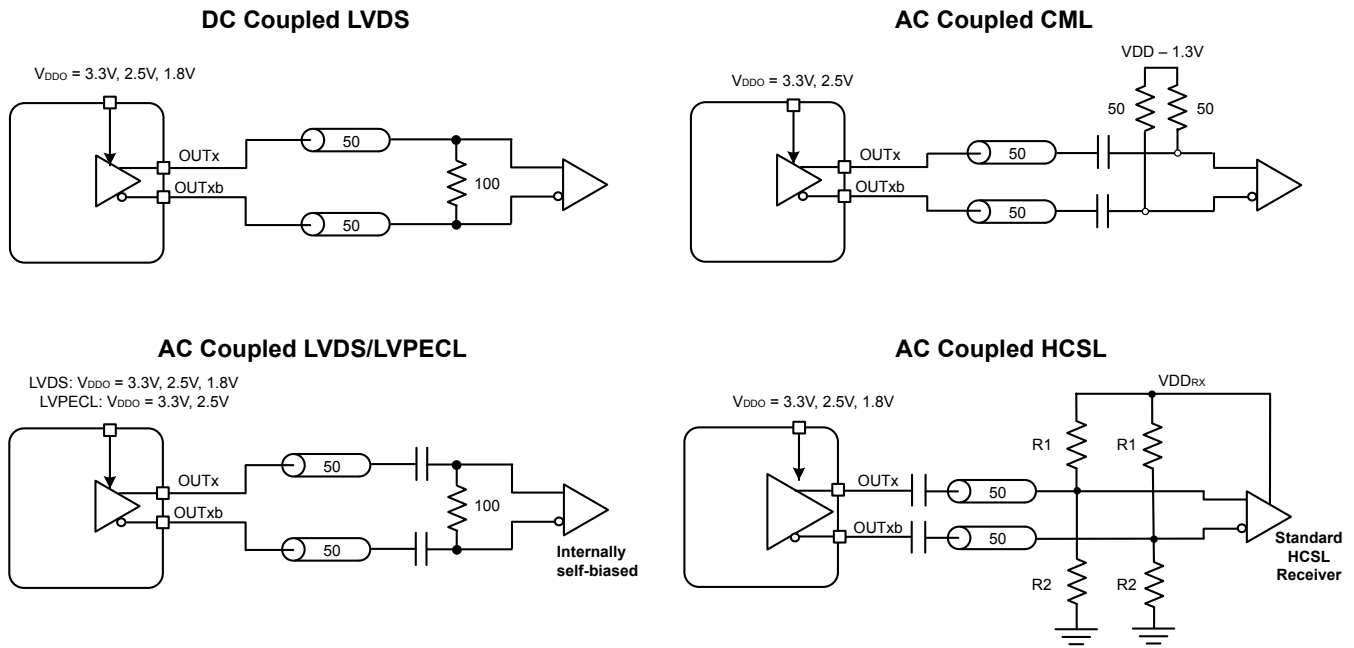 DC Coupled LVDS
VDDO = 3.3V, 2.5V, 1.8V
OUTx
OUTxb
50
50
100
AC Coupled CML
VDD – 1.3V
VDDO = 3.3V, 2.5V
50
50
OUTx
OUTxb
50
50
AC Coupled LVDS/LVPECL
LVDS: VDDO = 3.3V, 2.5V, 1.8V
LVPECL: VDDO = 3.3V, 2.5V
OUTx
OUTxb
50
50
100
Internally
self-biased
AC Coupled HCSL
VDDRX
VDDO = 3.3V, 2.5V, 1.8V
R1
R1
OUTx
OUTxb
50
50
R2
R2
Standard
HCSL
Receiver